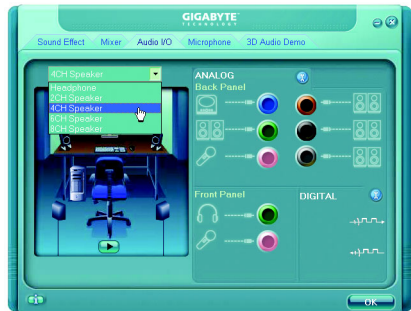 GIGABYTE
TECHNOLOGY
Sound Effect
Mixer
Audio I/O
Microphone
3D Audio Demo
4CH Speaker
Headphone
2CH Speaker
4CH Speaker
6CH Speaker
8CH Speaker
ANALOG
Back Panel
Front Panel
DIGITAL
OK